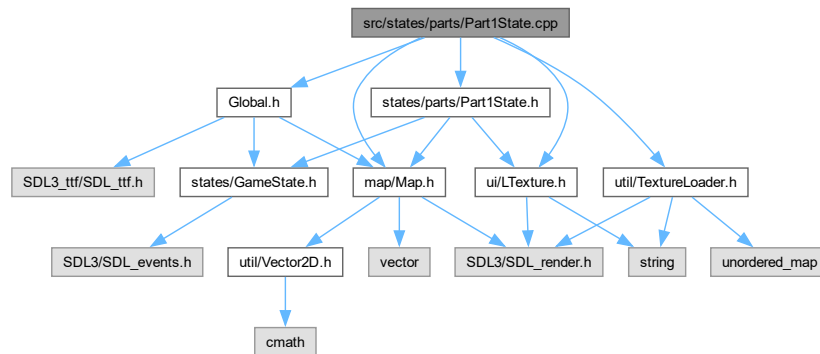 src/states/parts/Part1State.cpp
Global.h
states/parts/Part1State.h
SDL3_ttf/SDL_ttf.h
states/GameState.h
map/Map.h
ui/LTexture.h
util/TextureLoader.h
SDL3/SDL_events.h
util/Vector2D.h
vector
SDL3/SDL_render.h
string
unordered_map
cmath